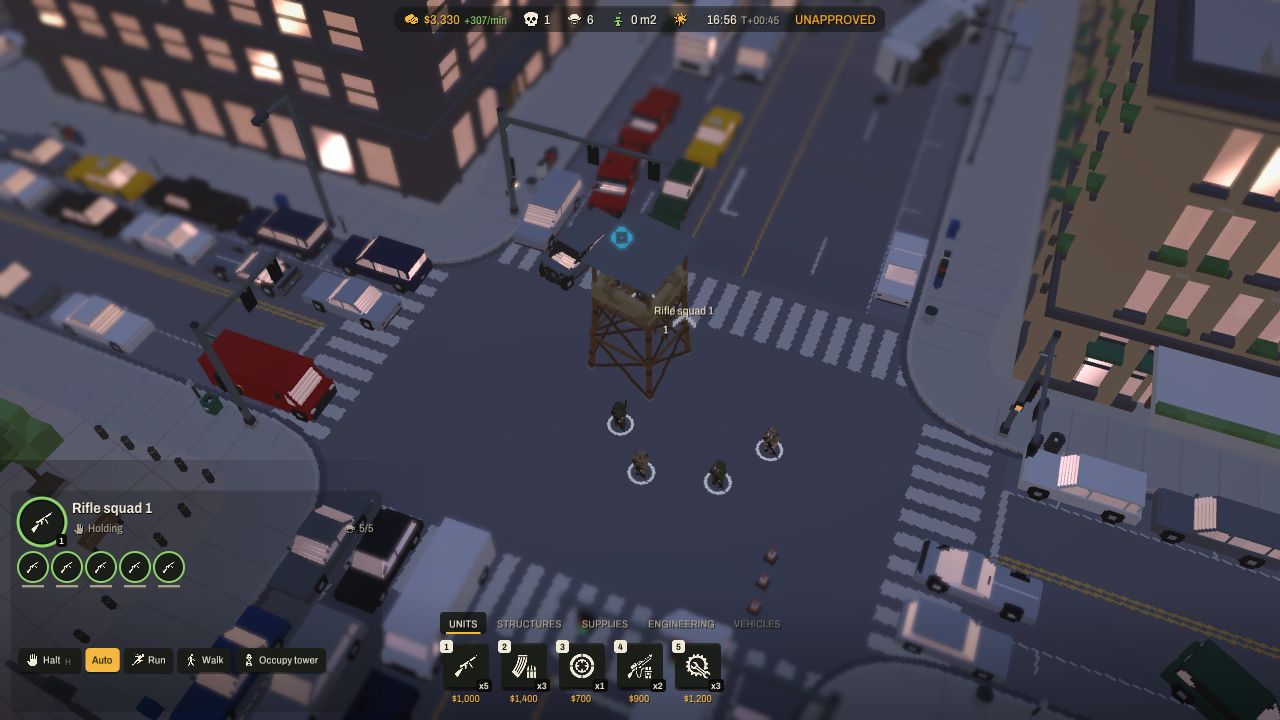 $3,330 +307/min 1 6 0 m2 16:56 T+00:45 UNAPPROVED
Rifle squad 1
1
Rifle squad 1
Holding
1
5/5
Halt H Auto Run Walk Occupy tower
UNITS STRUCTURES SUPPLIES ENGINEERING VEHICLES
1 2 3 4 5
x5 x3 x1 x2 x3
$1,000 $1,400 $700 $900 $1,200